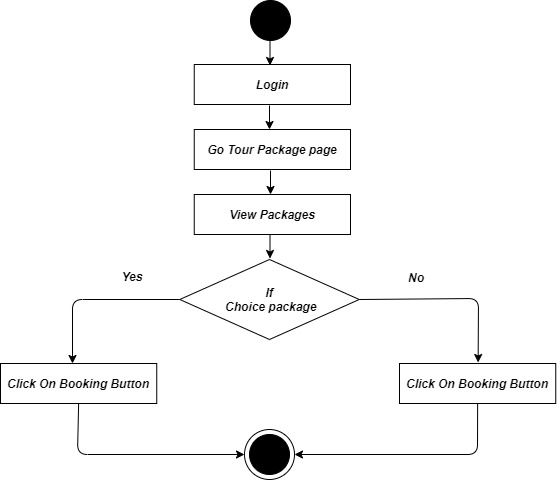 Login
Go Tour Package page
View Packages
Yes
No
If
Choice package
Click On Booking Button
Click On Booking Button